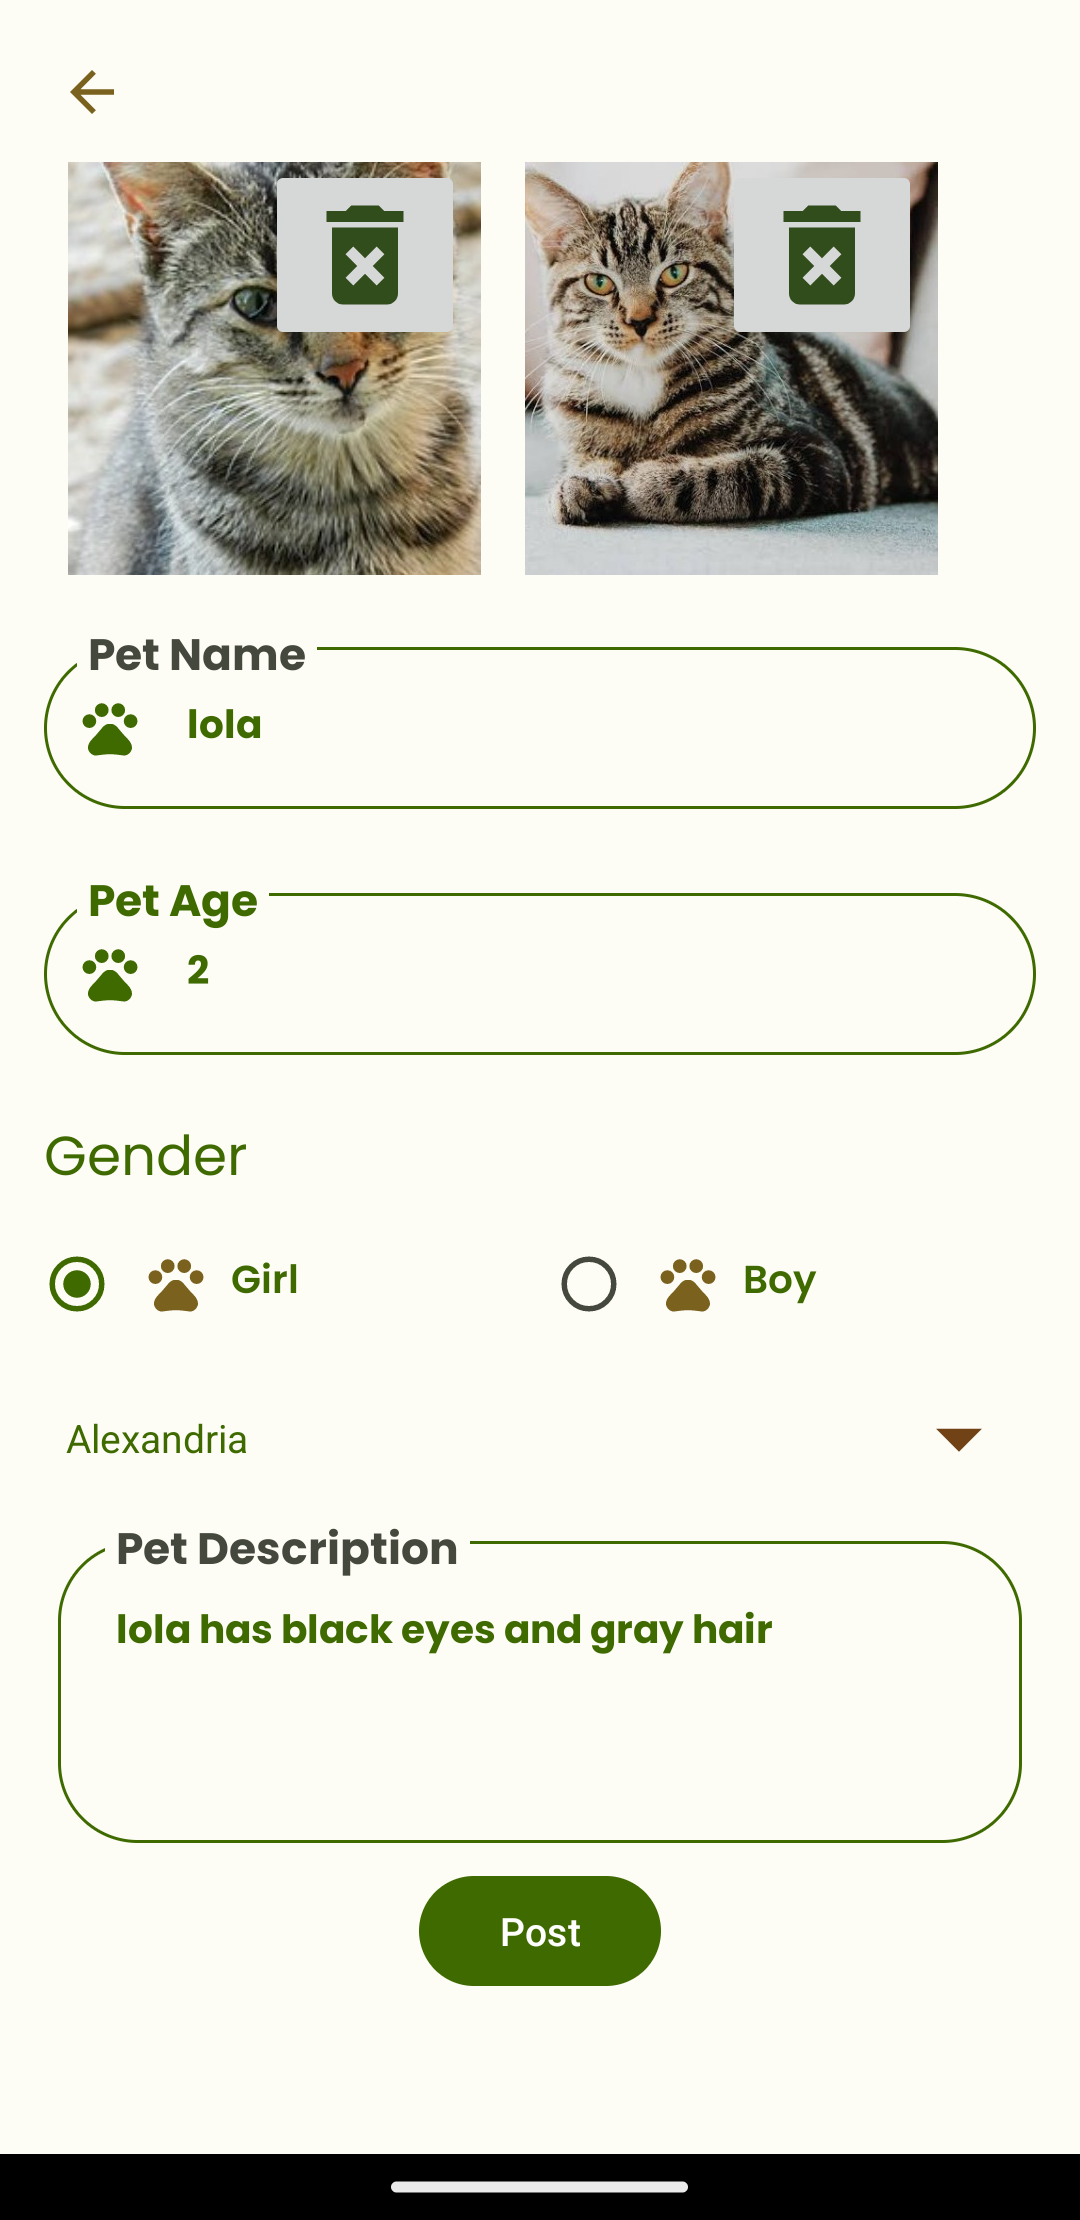 Pet Name
lola
Pet Age
2
Gender
Girl
Boy
Alexandria
Pet Description
lola has black eyes and gray hair
Post